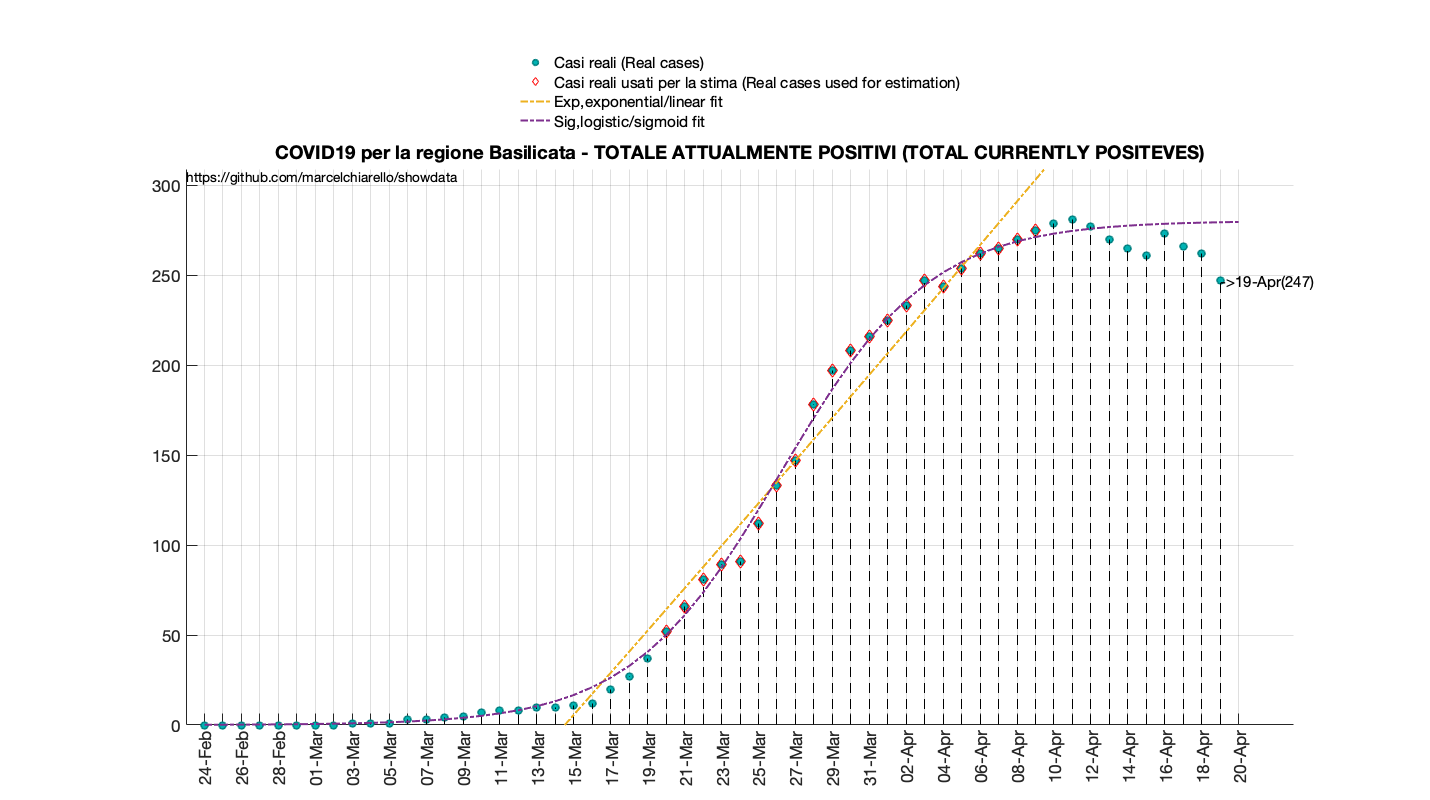 Casi reali (Real cases)
Casi reali usati per la stima (Real cases used for estimation)
Exp,exponential/linear fit
Sig,logistic/sigmoid fit
COVID19 per la regione Basilicata - TOTALE ATTUALMENTE POSITIVI (TOTAL CURRENTLY POSITEVES)
https://github.com/marcelchiarello/showdata
300
250
200
150
100
50
0
->19-Apr(247)
24-Feb
26-Feb
28-Feb
01-Mar
03-Mar
05-Mar
07-Mar
09-Mar
11-Mar
13-Mar
15-Mar
17-Mar
19-Mar
21-Mar
23-Mar
25-Mar
27-Mar
29-Mar
31-Mar
02-Apr
04-Apr
06-Apr
08-Apr
10-Apr
12-Apr
14-Apr
16-Apr
18-Apr
20-Apr